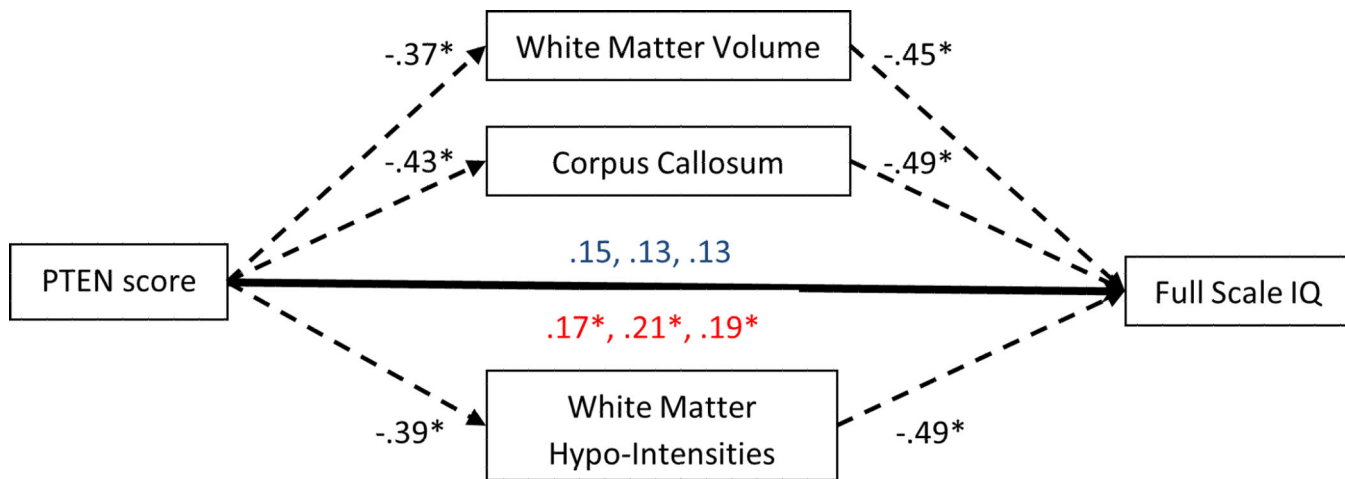 -.37*
White Matter Volume
-.45*
-.43*
Corpus Callosum
-.49*
PTEN score
.15, .13, .13
Full Scale IQ
.17*, .21*, .19*
-.39*
White Matter
Hypo-Intensities
-.49*